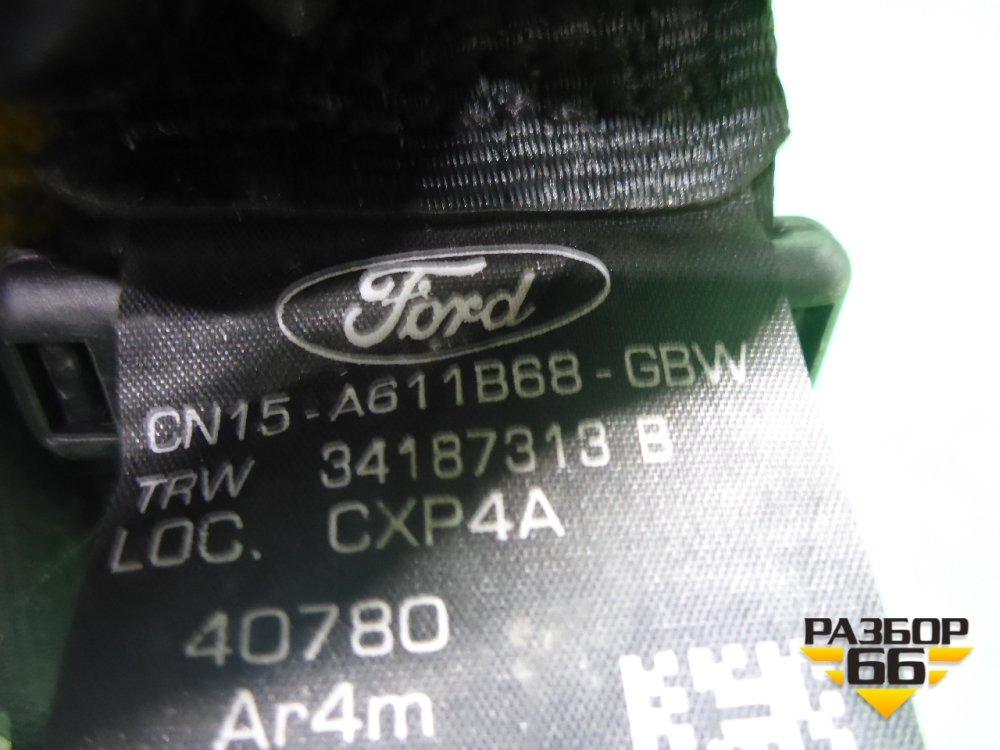 Ford
CN15-A611B68-GBW
TRW 34187313 B
LOC. CXP4A
40780
Ar4m
РАЗБОР
66